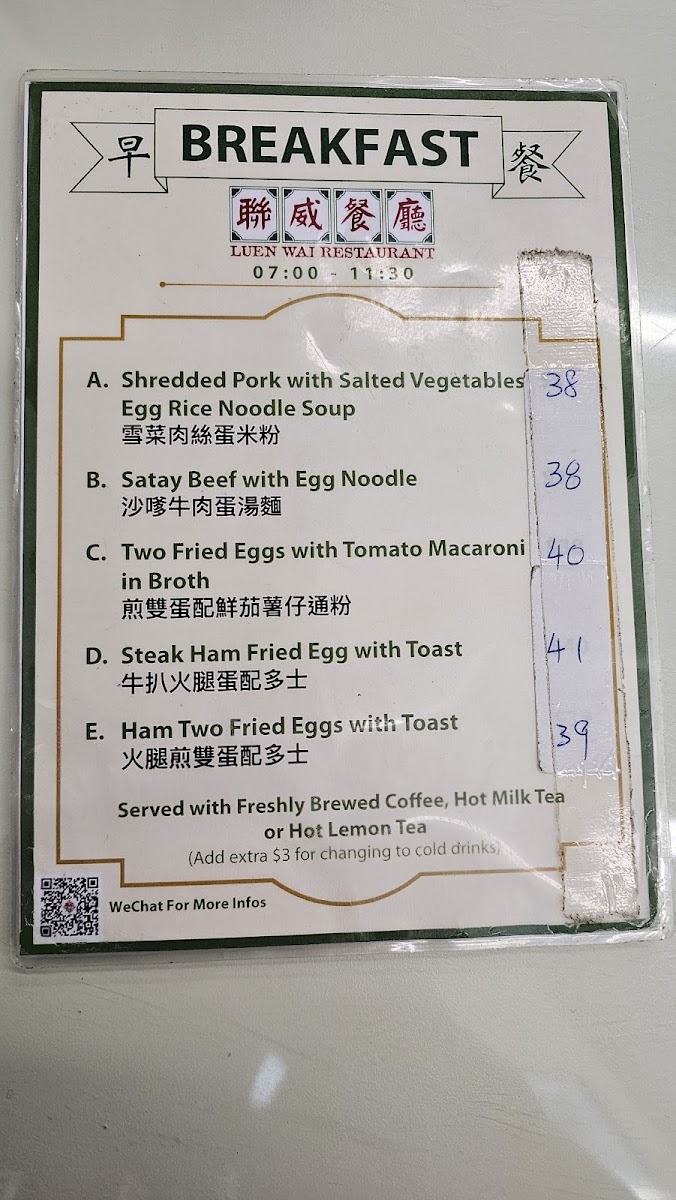 早 BREAKFAST 餐
聯威餐廳
LUEN WAI RESTAURANT
07:00 - 11:30
A. Shredded Pork with Salted Vegetables 38
Egg Rice Noodle Soup
雪菜肉絲蛋米粉
B. Satay Beef with Egg Noodle 38
沙嗲牛肉蛋湯麵
C. Two Fried Eggs with Tomato Macaroni 40
in Broth
煎雙蛋配鮮茄薯仔通粉
D. Steak Ham Fried Egg with Toast 41
牛扒火腿蛋配多士
E. Ham Two Fried Eggs with Toast 39
火腿煎雙蛋配多士
Served with Freshly Brewed Coffee, Hot Milk Tea
or Hot Lemon Tea
(Add extra $3 for changing to cold drinks)
WeChat For More Infos